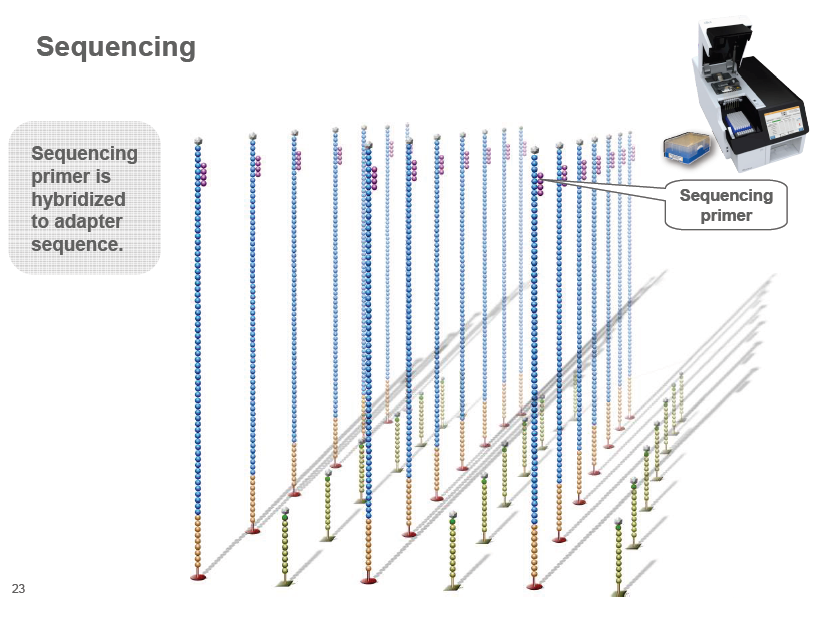 Sequencing
Sequencing
primer is
hybridized
to adapter
sequence.
Sequencing
primer
23